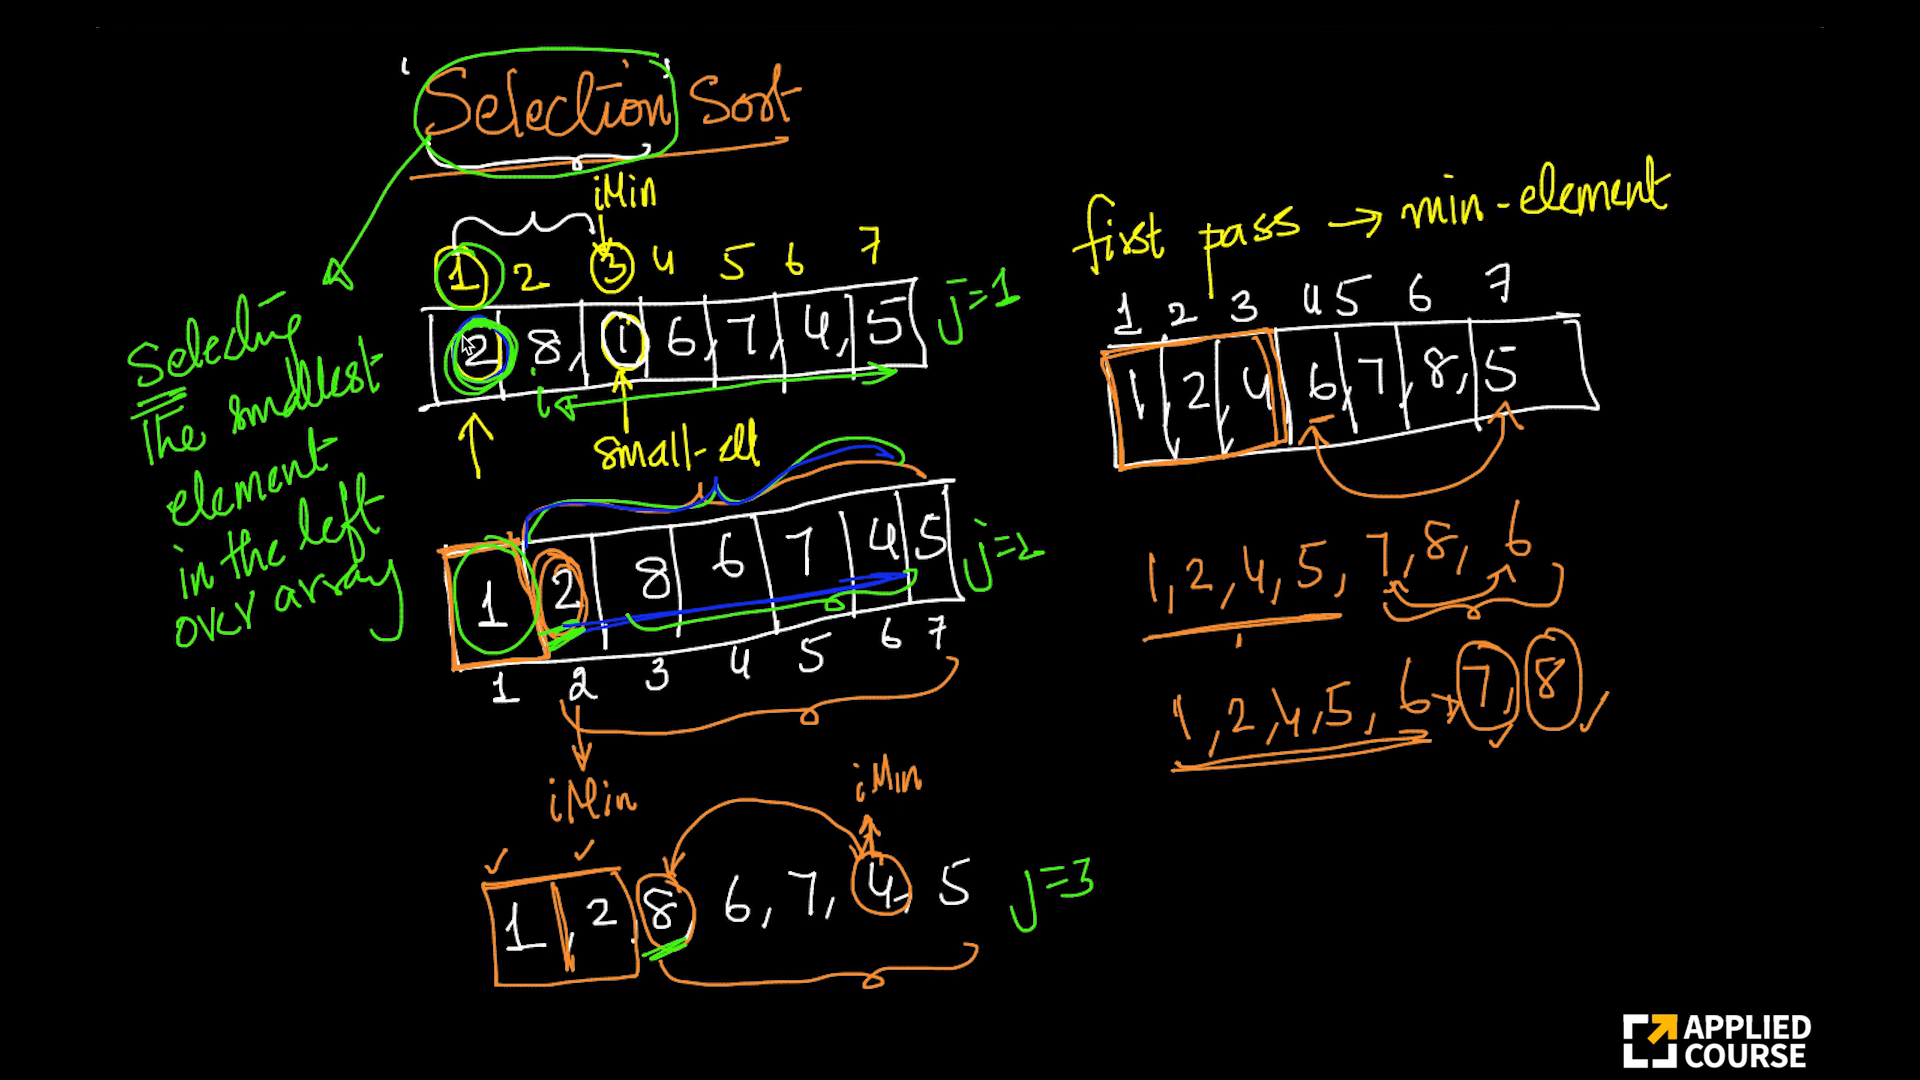 Selection Sort
iMin
1 2 3 4 5 6 7
2 8, 1 6, 7, 4, 5 j=1
i
small-elt
Selecting
The smallest
element
in the left
over array
1 2 8 6 7 4 5 j=2
1 2 3 4 5 6 7
iMin
iMin
1, 2, 8 6, 7, 4, 5 j=3
first pass → min-element
1 2 3 4 5 6 7
1, 2, 4, 6, 7, 8, 5
1, 2, 4, 5, 7, 8, 6
1, 2, 4, 5, 6, 7, 8
APPLIED
COURSE